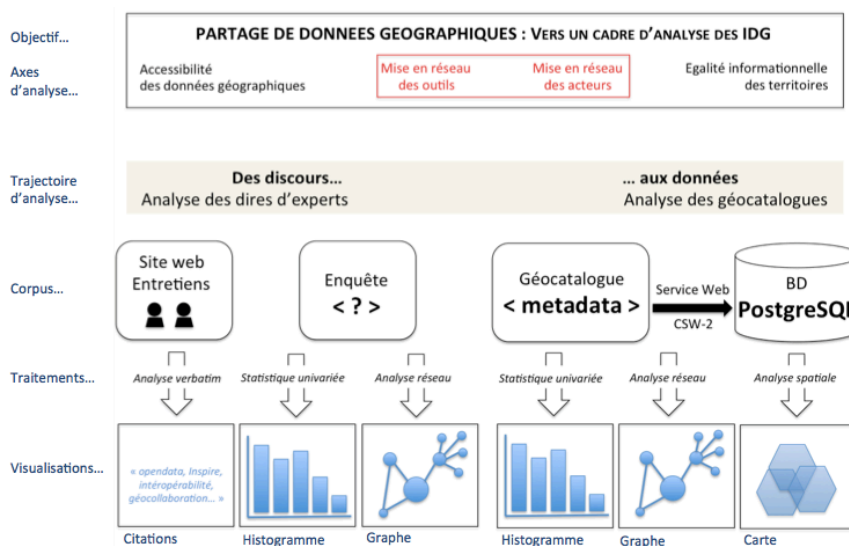 Objectif...
PARTAGE DE DONNEES GEOGRAPHIQUES : VERS UN CADRE D'ANALYSE DES IDG
Axes
d'analyse...
Accessibilité
des données géographiques
Mise en réseau
des outils
Mise en réseau
des acteurs
Egalité informationnelle
des territoires
Trajectoire
d'analyse...
Des discours...
Analyse des dires d'experts
... aux données
Analyse des géocatalogues
Corpus...
Site web
Entretiens
Enquête
< ? >
Géocatalogue
< metadata >
Service Web
CSW-2
BD
PostgreSQL
Traitements...
Analyse verbatim
Statistique univariée
Analyse réseau
Statistique univariée
Analyse réseau
Analyse spatiale
Visualisations...
« opendata, Inspire,
intéropérabilité,
géocollaboration... »
Citations
Histogramme
Graphe
Histogramme
Graphe
Carte